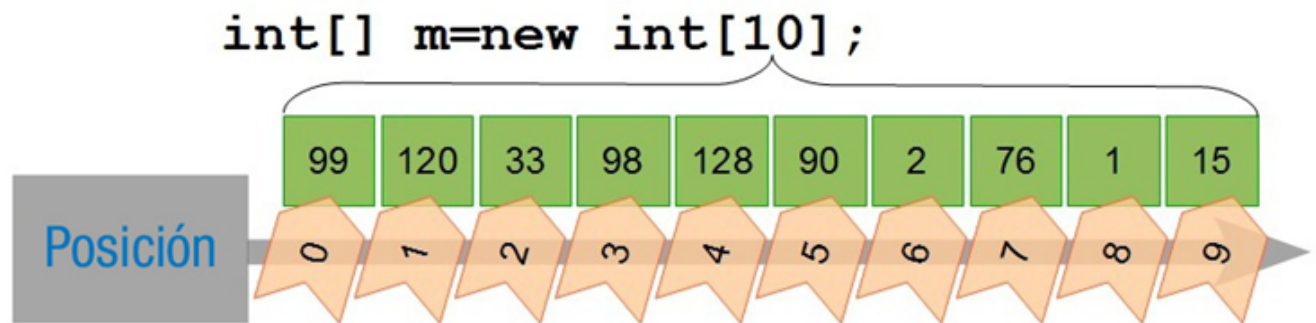 int[] m=new int[10];
99 120 33 98 128 90 2 76 1 15
Posición 0 1 2 3 4 5 6 7 8 9